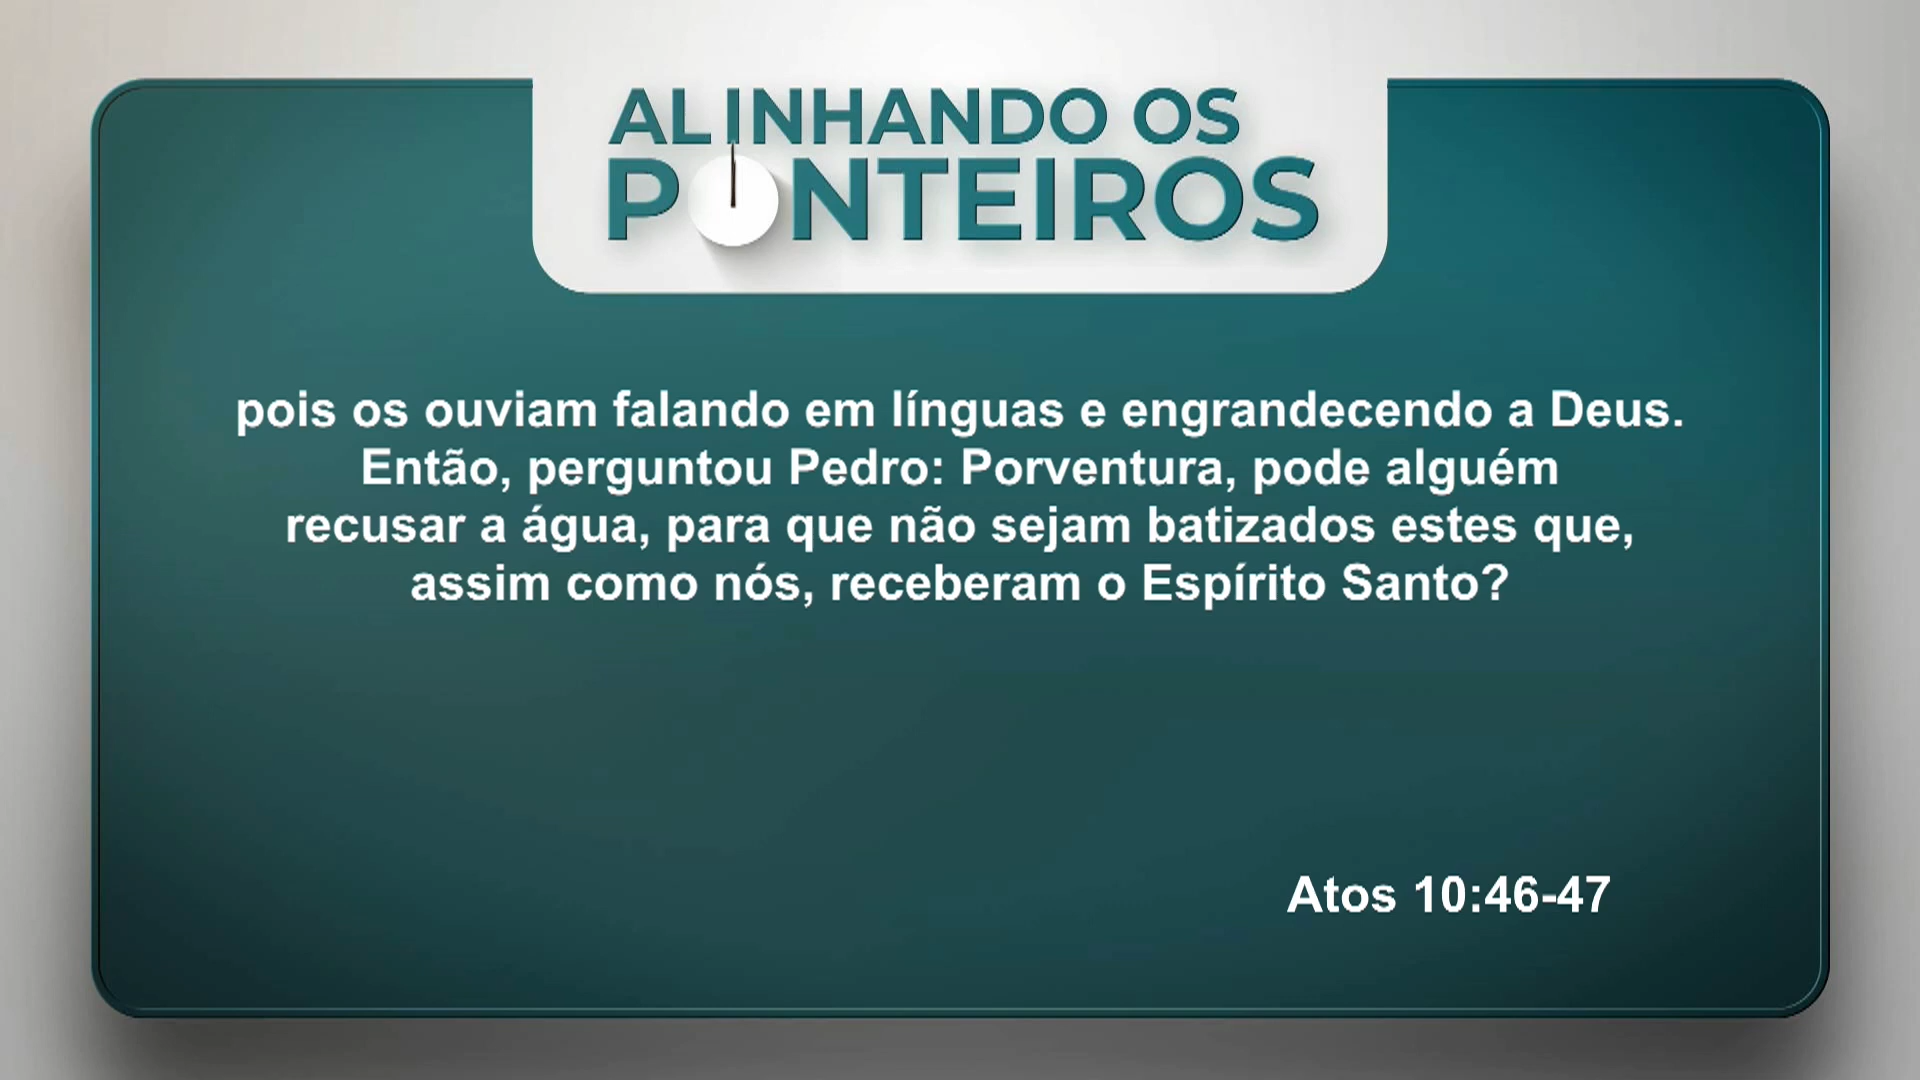 ALINHANDO OS
PONTEIROS
pois os ouviam falando em línguas e engrandecendo a Deus.
Então, perguntou Pedro: Porventura, pode alguém
recusar a água, para que não sejam batizados estes que,
assim como nós, receberam o Espírito Santo?
Atos 10:46-47